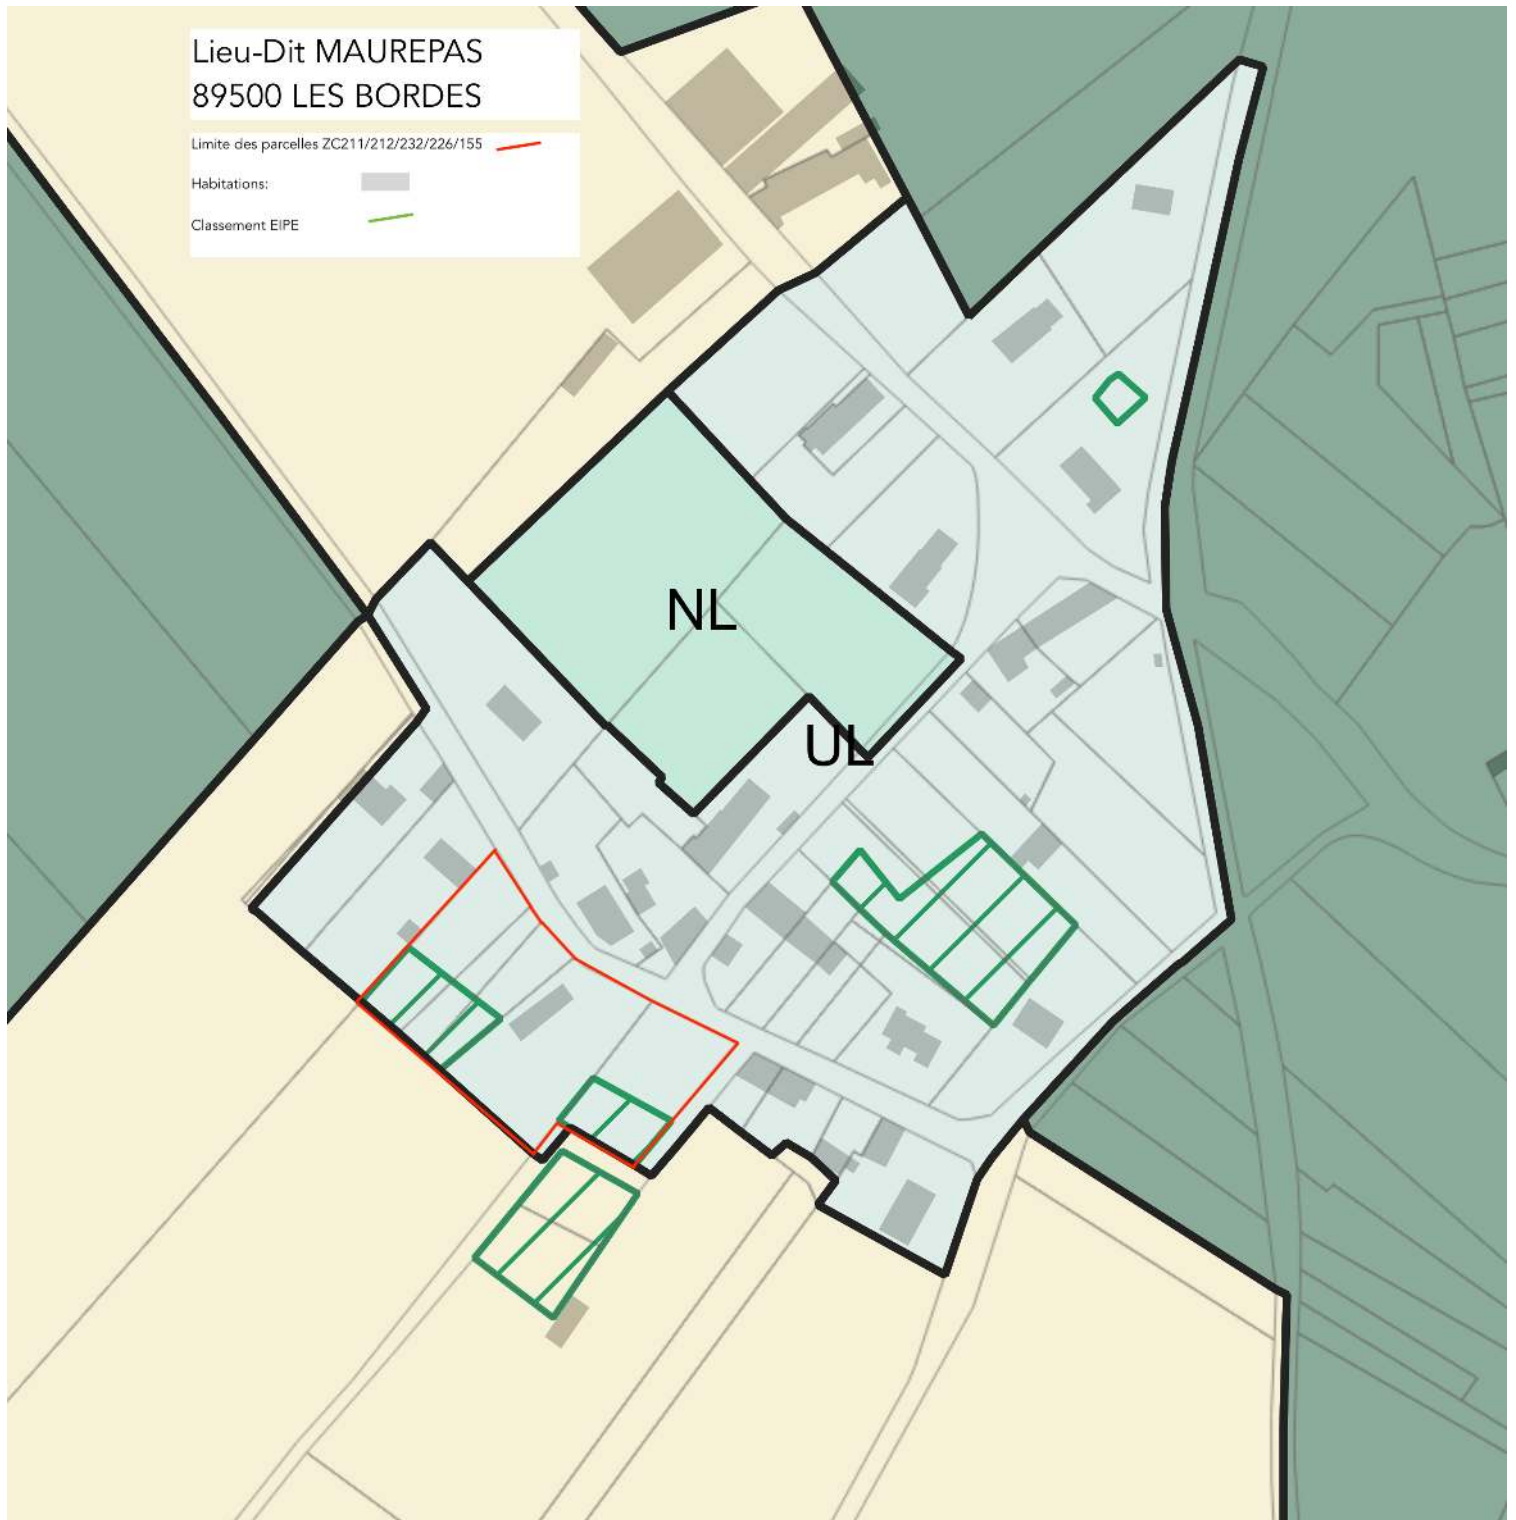 Lieu-Dit MAUREPAS
89500 LES BORDES
Limite des parcelles ZC211/212/232/226/155
Habitations:
Classement EIPE
NL
UL